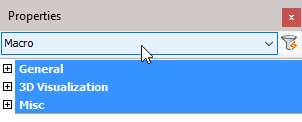 Properties
Macro
General
3D Visualization
Misc